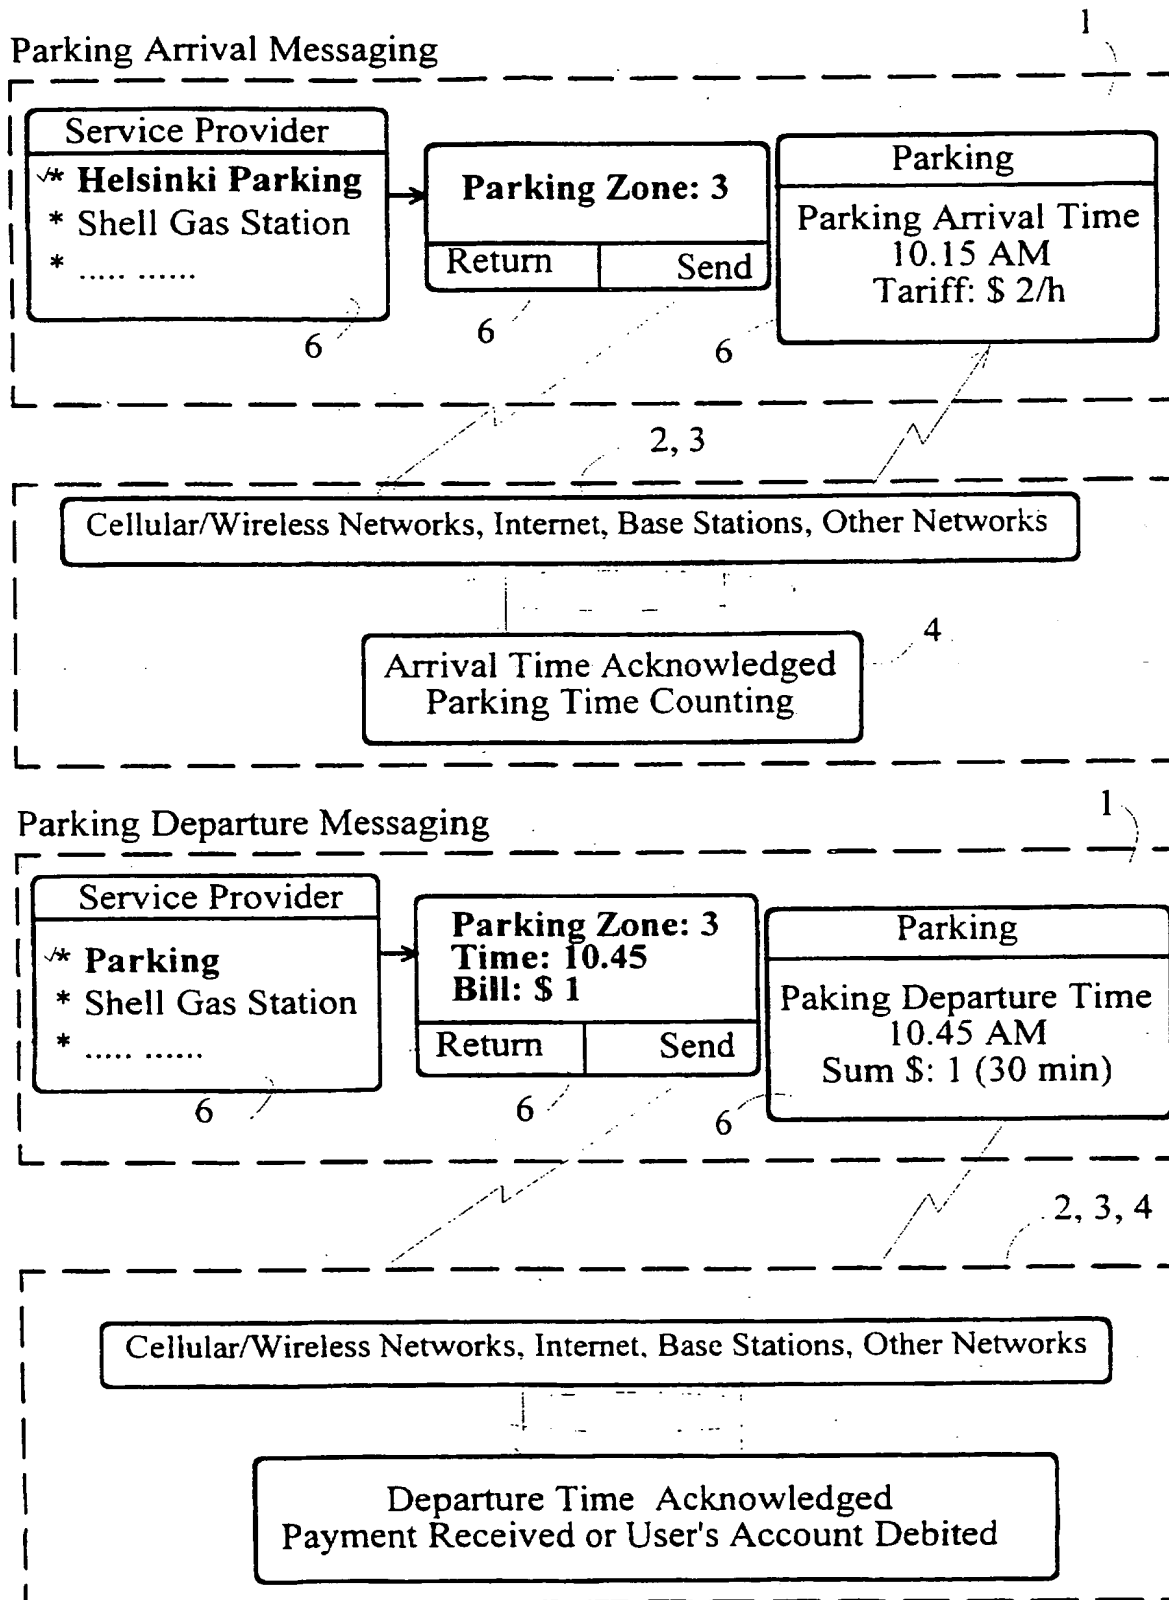 1
Parking Arrival Messaging
Service Provider
* Helsinki Parking
* Shell Gas Station
* ..... ......
6
Parking Zone: 3
Return Send
6
Parking
Parking Arrival Time
10.15 AM
Tariff: $ 2/h
6
2, 3
Cellular/Wireless Networks, Internet, Base Stations, Other Networks
4
Arrival Time Acknowledged
Parking Time Counting
1
Parking Departure Messaging
Service Provider
* Parking
* Shell Gas Station
* ..... ......
6
Parking Zone: 3
Time: 10.45
Bill: $ 1
Return Send
6
Parking
Paking Departure Time
10.45 AM
Sum $: 1 (30 min)
6
2, 3, 4
Cellular/Wireless Networks, Internet, Base Stations, Other Networks
Departure Time Acknowledged
Payment Received or User's Account Debited